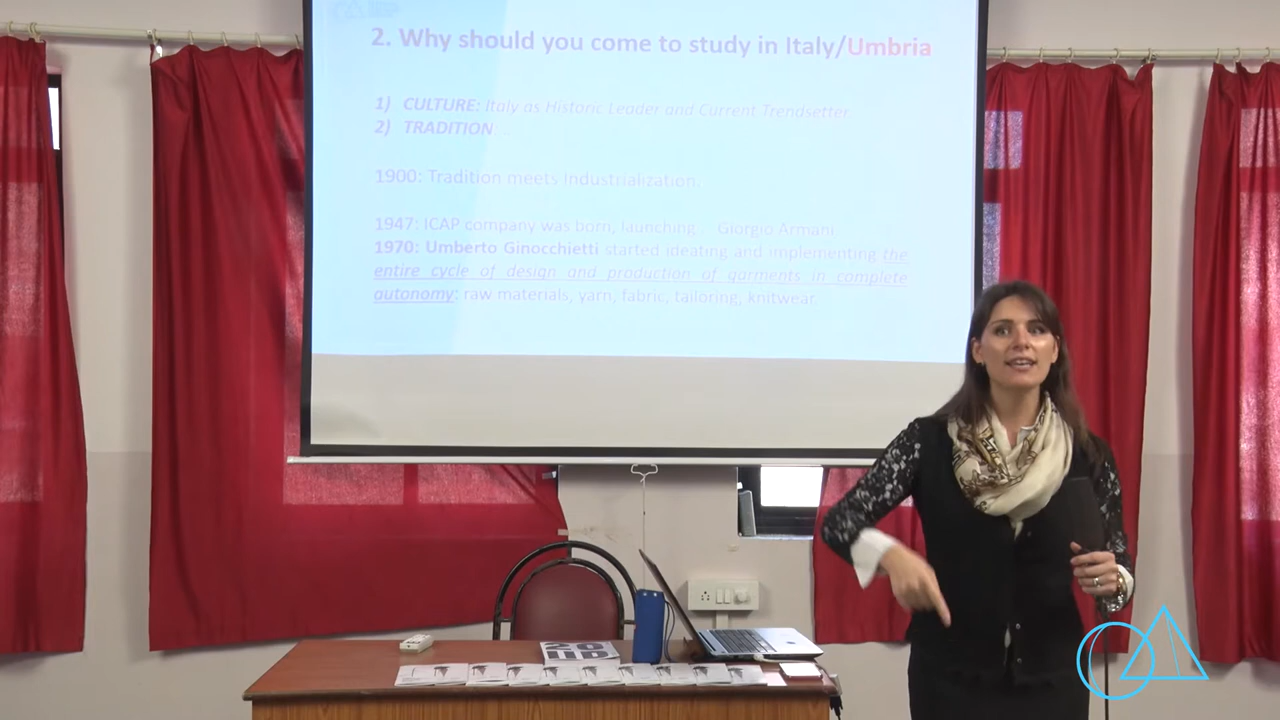 2. Why should you come to study in Italy/Umbria
1) CULTURE: Italy as Historic Leader and Current Trendsetter
2) TRADITION: ..
1900: Tradition meets Industrialization.
1947: ICAP company was born, launching.. Giorgio Armani.
1970: Umberto Ginocchietti started ideating and implementing the
entire cycle of design and production of garments in complete
autonomy: raw materials, yarn, fabric, tailoring, knitwear.